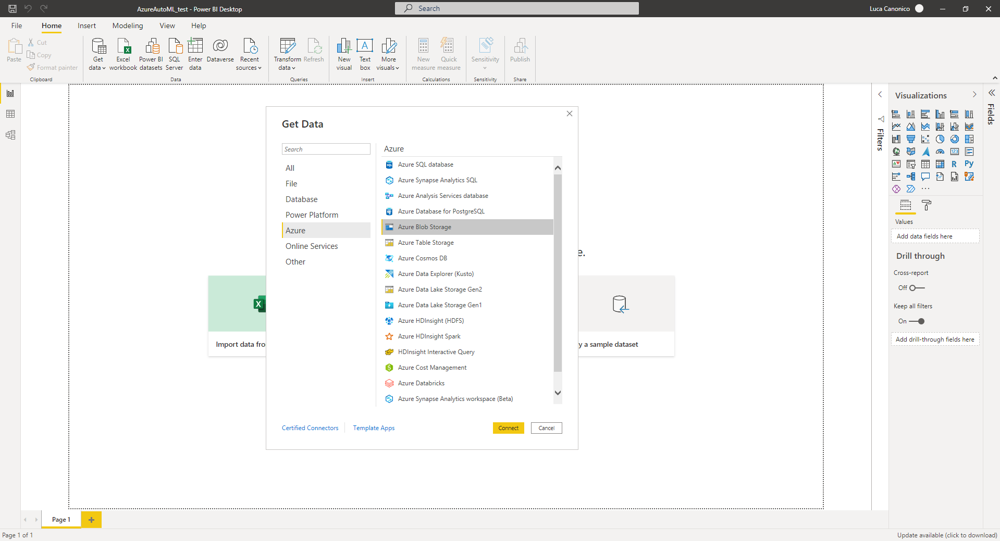 AzureAutoML_test - Power BI Desktop
Search
Luca Canonico
File
Home
Insert
Modeling
View
Help
Paste
Cut
Copy
Format painter
Clipboard
Get
data
Excel
workbook
Power BI
datasets
SQL
Server
Enter
data
Dataverse
Recent
sources
Data
Transform
data
Refresh
Queries
New
visual
Text
box
More
visuals
Insert
New
measure
Quick
measure
Calculations
Sensitivity
Sensitivity
Publish
Share
Get Data
Search
All
File
Database
Power Platform
Azure
Online Services
Other
Azure
Azure SQL database
Azure Synapse Analytics SQL
Azure Analysis Services database
Azure Database for PostgreSQL
Azure Blob Storage
Azure Table Storage
Azure Cosmos DB
Azure Data Explorer (Kusto)
Azure Data Lake Storage Gen2
Azure Data Lake Storage Gen1
Azure HDInsight (HDFS)
Azure HDInsight Spark
HDInsight Interactive Query
Azure Cost Management
Azure Databricks
Azure Synapse Analytics workspace (Beta)
Certified Connectors
Template Apps
Connect
Cancel
e.
Import data fro
y a sample dataset
Filters
Visualizations
R
Py
Values
Add data fields here
Drill through
Cross-report
Off
Keep all filters
On
Add drill-through fields here
Fields
Page 1
Page 1 of 1
Update available (click to download)